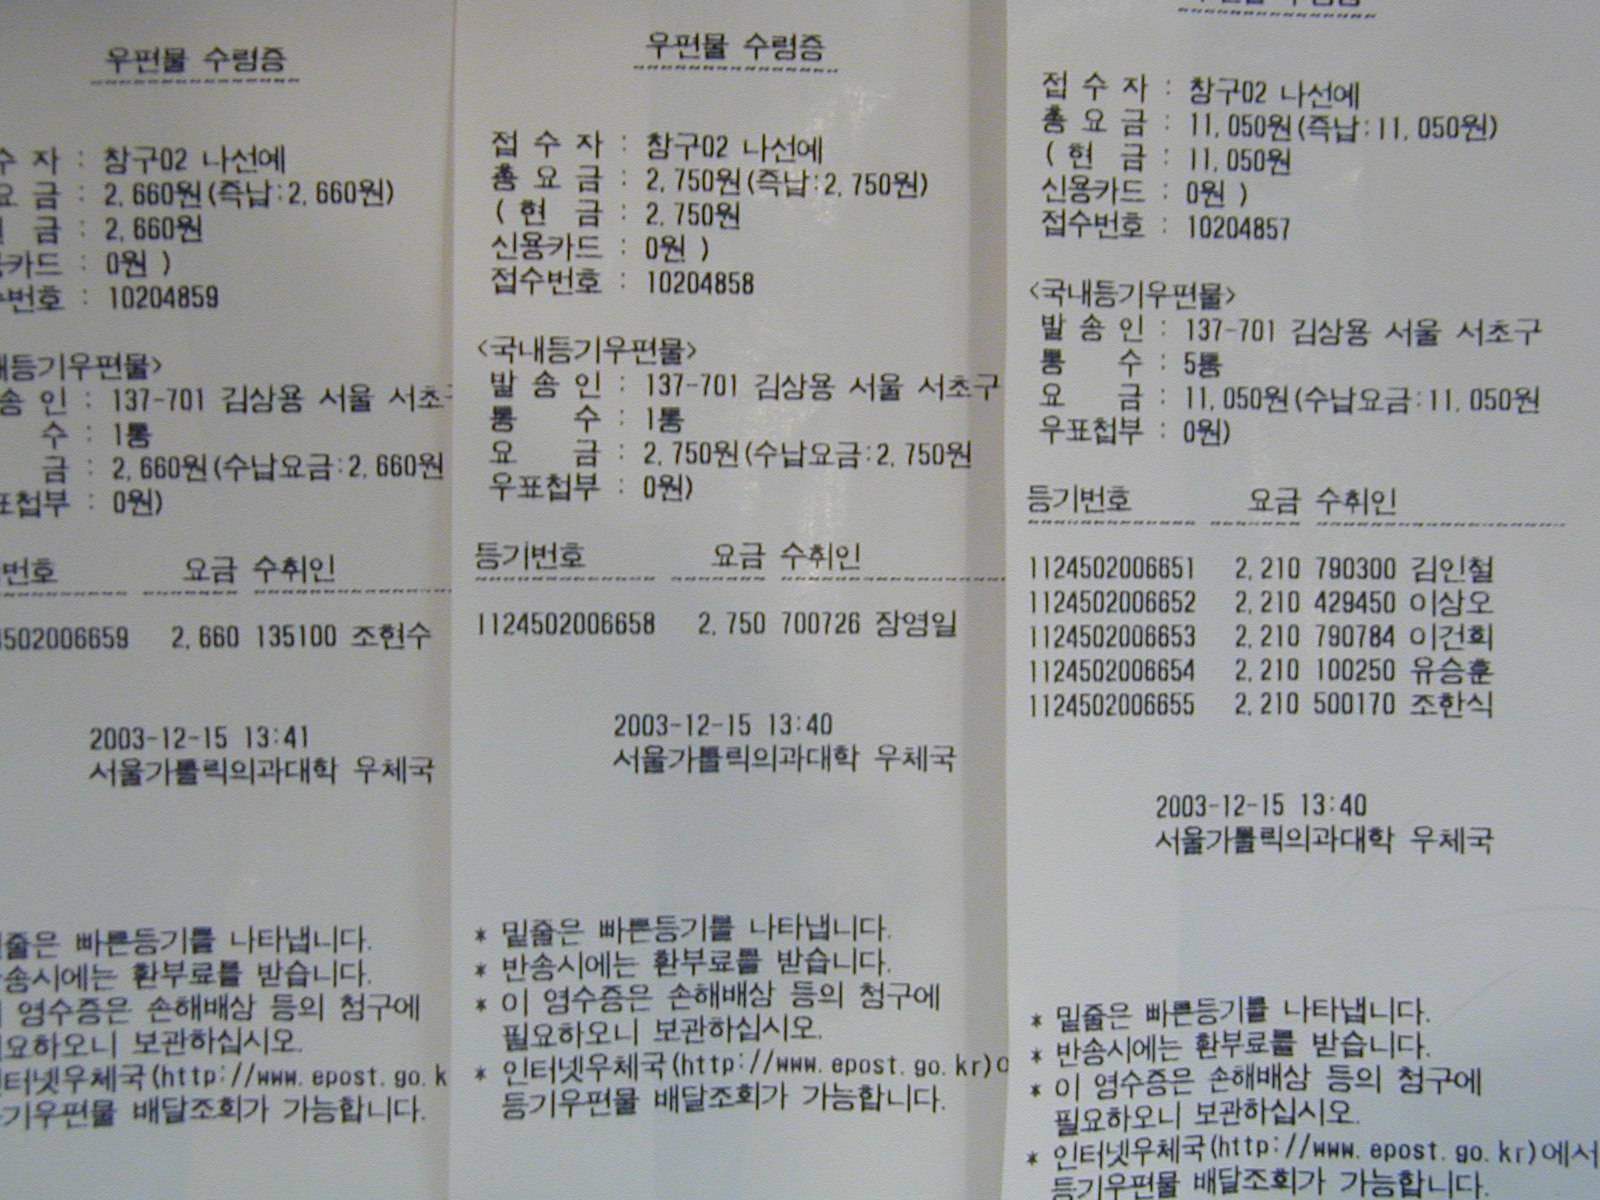 우편물 수령증
수 자 : 창구02 나선예
요 금 : 2,660원(즉납:2,660원)
금 : 2,660원
카드 : 0원 )
번호 : 10204859
등기우편물>
송 인 : 137-701 김상용 서울 서초
수 : 1통
금 : 2,660원(수납요금:2,660원
표첩부 : 0원)
번호 요금 수취인
502006659 2,660 135100 조현수
2003-12-15 13:41
서울가톨릭의과대학 우체국
줄은 빠른등기를 나타냅니다.
송시에는 환부료를 받습니다.
영수증은 손해배상 등의 청구에
요하오니 보관하십시오.
터넷우체국(http://www.epost.go.k
기우편물 배달조회가 가능합니다.
우편물 수령증
접 수 자 : 창구02 나선예
총 요 금 : 2,750원(즉납:2,750원)
( 현 금 : 2,750원
신용카드 : 0원 )
접수번호 : 10204858
<국내등기우편물>
발 송 인 : 137-701 김상용 서울 서초구
통 수 : 1통
요 금 : 2,750원(수납요금:2,750원
우표첩부 : 0원)
등기번호 요금 수취인
1124502006658 2,750 700726 장영일
2003-12-15 13:40
서울가톨릭의과대학 우체국
* 밑줄은 빠른등기를 나타냅니다.
* 반송시에는 환부료를 받습니다.
* 이 영수증은 손해배상 등의 청구에
필요하오니 보관하십시오.
* 인터넷우체국(http://www.epost.go.kr)
등기우편물 배달조회가 가능합니다.
접 수 자 : 창구02 나선예
총 요 금 : 11,050원(즉납:11,050원)
( 현 금 : 11,050원
신용카드 : 0원 )
접수번호 : 10204857
<국내등기우편물>
발 송 인 : 137-701 김상용 서울 서초구
통 수 : 5통
요 금 : 11,050원(수납요금:11,050원
우표첩부 : 0원)
등기번호 요금 수취인
1124502006651 2,210 790300 김인철
1124502006652 2,210 429450 이상오
1124502006653 2,210 790784 이건희
1124502006654 2,210 100250 유승훈
1124502006655 2,210 500170 조한식
2003-12-15 13:40
서울가톨릭의과대학 우체국
* 밑줄은 빠른등기를 나타냅니다.
* 반송시에는 환부료를 받습니다.
* 이 영수증은 손해배상 등의 청구에
필요하오니 보관하십시오.
* 인터넷우체국(http://www.epost.go.kr)에서
등기우편물 배달조회가 가능합니다.